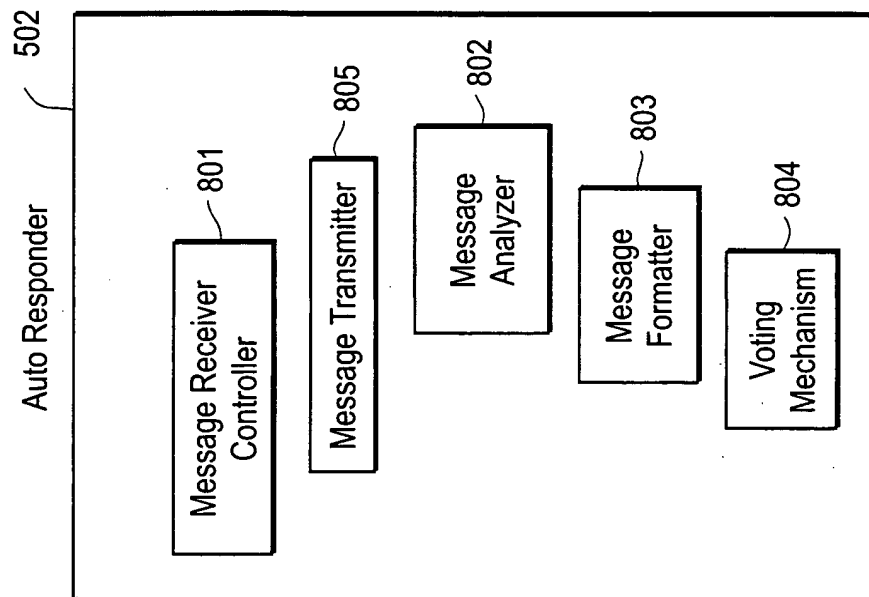 Auto Responder
502
Message Receiver
Controller
801
Message Transmitter
805
Message
Analyzer
802
Message
Formatter
803
Voting
Mechanism
804